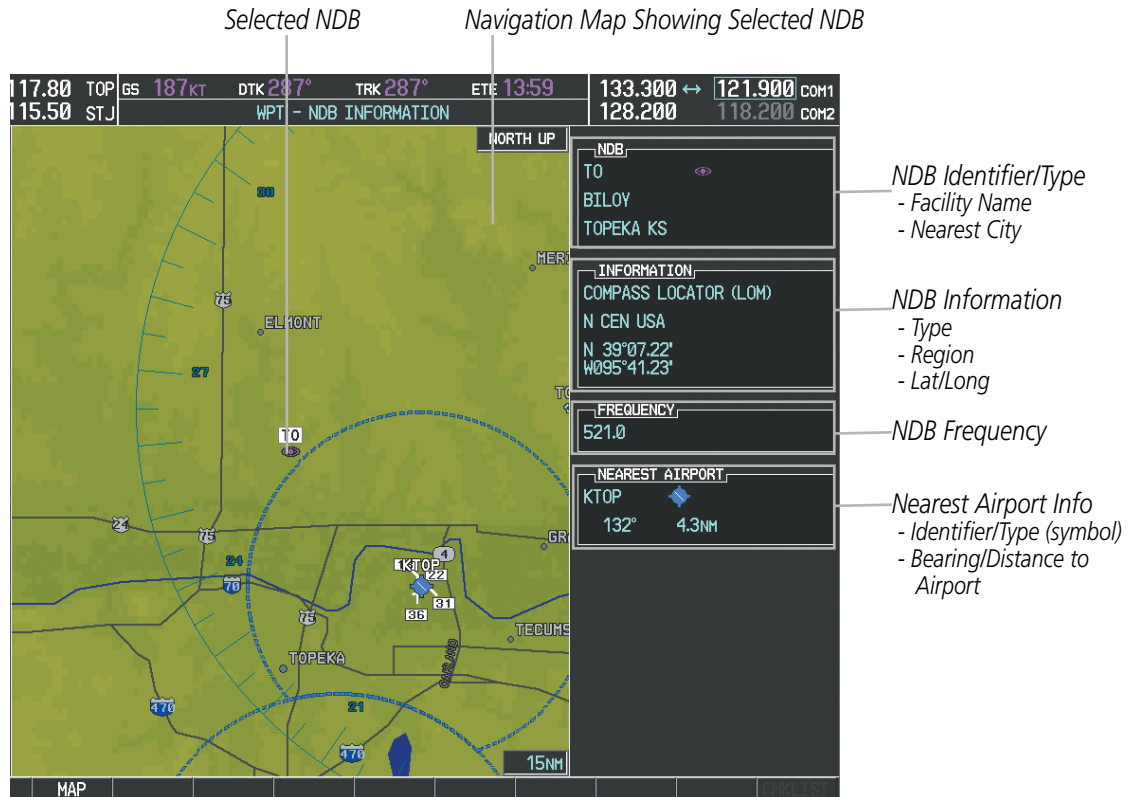 Selected NDB
Navigation Map Showing Selected NDB
117.80 TOP GS 187KT DTK 287° TRK 287° ETE 13:59 133.300 ↔ 121.900 COM1
115.50 STJ WPT – NDB INFORMATION 128.200 118.200 COM2
NORTH UP
30
MER
75
ELMONT
27
TO
24
75
GR
24
4
KTOP
22
70
31
36
75
TECUMS
TOPEKA
OAKLAND
470
21
470
15NM
NDB
TO
BILOY
TOPEKA KS
INFORMATION
COMPASS LOCATOR (LOM)
N CEN USA
N 39°07.22'
W095°41.23'
FREQUENCY
521.0
NEAREST AIRPORT
KTOP
132° 4.3NM
NDB Identifier/Type
- Facility Name
- Nearest City
NDB Information
- Type
- Region
- Lat/Long
NDB Frequency
Nearest Airport Info
- Identifier/Type (symbol)
- Bearing/Distance to
Airport
MAP
CHKLIST